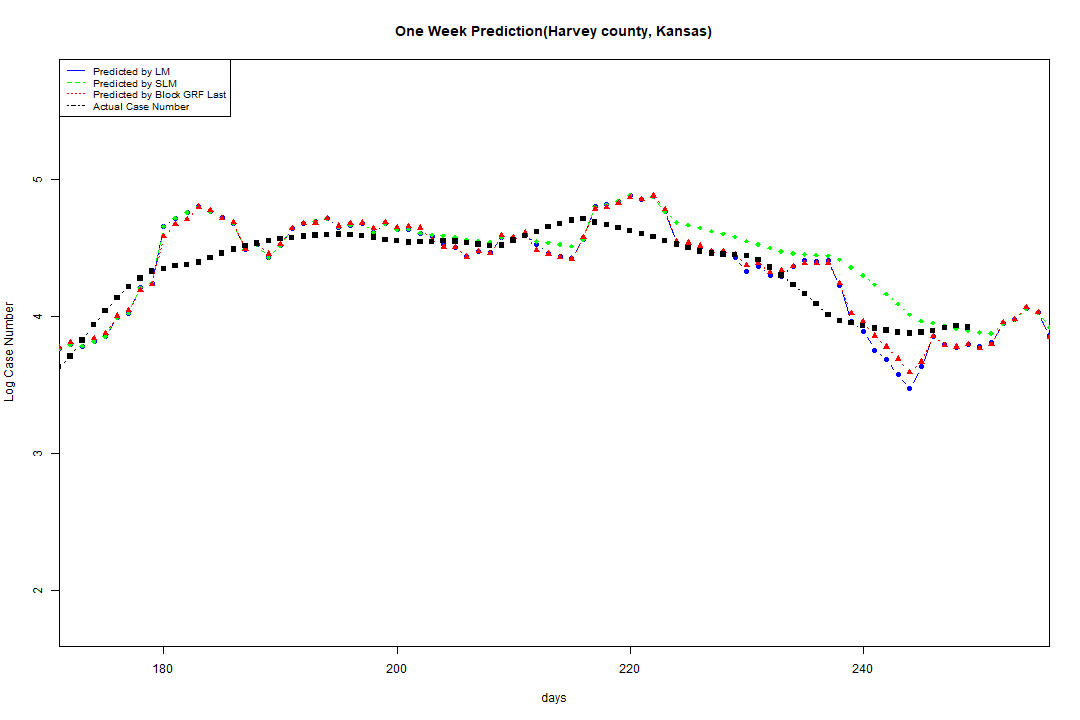 One Week Prediction(Harvey county, Kansas)
Predicted by LM
Predicted by SLM
Predicted by Block GRF Last
Actual Case Number
5
4
3
2
Log Case Number
180 200 220 240
days